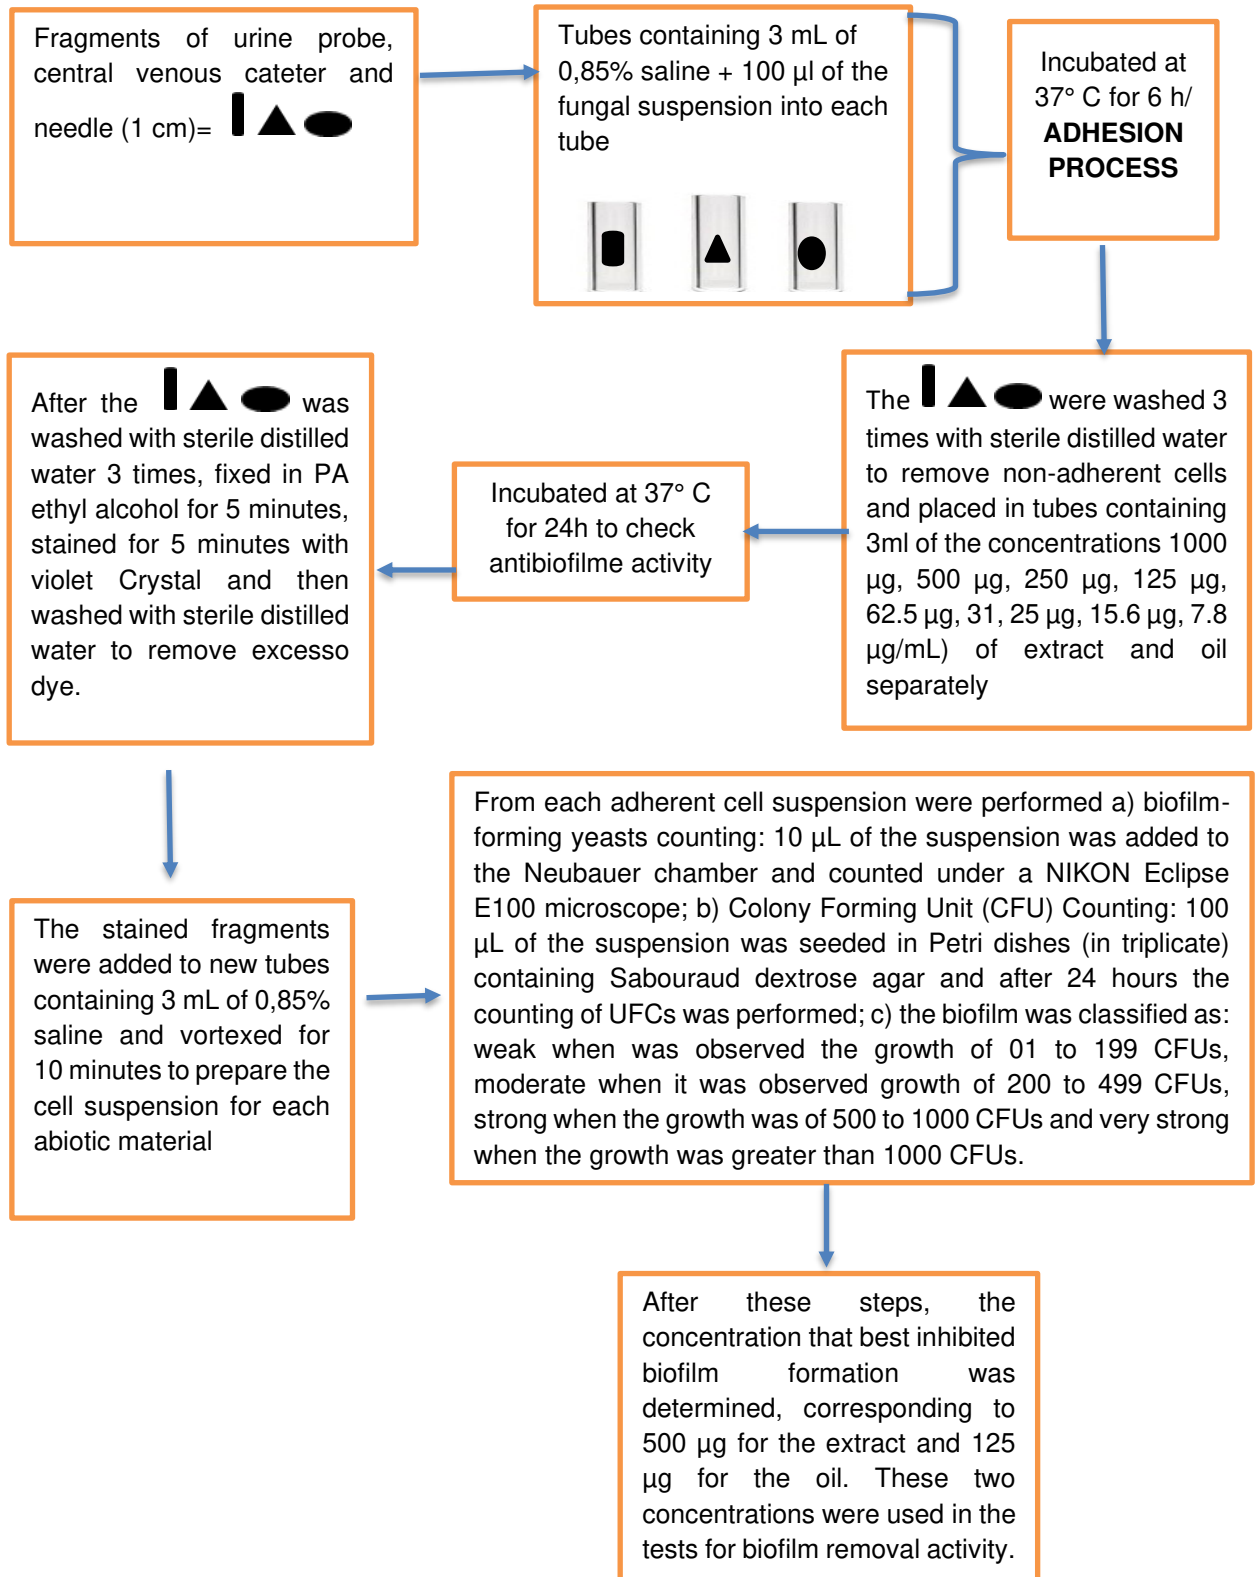 Fragments of urine probe,
central venous cateter and
needle (1 cm)=
Tubes containing 3 mL of
0,85% saline + 100 µl of the
fungal suspension into each
tube
Incubated at
37° C for 6 h/
ADHESION
PROCESS
The were washed 3
times with sterile distilled water
to remove non-adherent cells
and placed in tubes containing
3ml of the concentrations 1000
µg, 500 µg, 250 µg, 125 µg,
62.5 µg, 31, 25 µg, 15.6 µg, 7.8
µg/mL) of extract and oil
separately
Incubated at 37° C
for 24h to check
antibiofilme activity
After the was
washed with sterile distilled
water 3 times, fixed in PA
ethyl alcohol for 5 minutes,
stained for 5 minutes with
violet Crystal and then
washed with sterile distilled
water to remove excesso
dye.
The stained fragments
were added to new tubes
containing 3 mL of 0,85%
saline and vortexed for
10 minutes to prepare the
cell suspension for each
abiotic material
From each adherent cell suspension were performed a) biofilm-
forming yeasts counting: 10 µL of the suspension was added to
the Neubauer chamber and counted under a NIKON Eclipse
E100 microscope; b) Colony Forming Unit (CFU) Counting: 100
µL of the suspension was seeded in Petri dishes (in triplicate)
containing Sabouraud dextrose agar and after 24 hours the
counting of UFCs was performed; c) the biofilm was classified as:
weak when was observed the growth of 01 to 199 CFUs,
moderate when it was observed growth of 200 to 499 CFUs,
strong when the growth was of 500 to 1000 CFUs and very strong
when the growth was greater than 1000 CFUs.
After these steps, the
concentration that best inhibited
biofilm formation was
determined, corresponding to
500 µg for the extract and 125
µg for the oil. These two
concentrations were used in the
tests for biofilm removal activity.